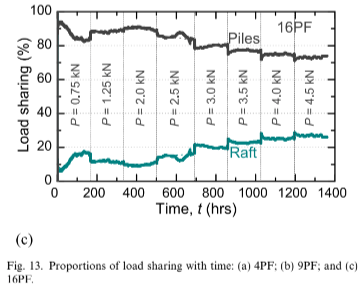 100
80
60
40
20
0
Load sharing (%)
16PF
Piles
P = 0.75 kN
P = 1.25 kN
P = 2.0 kN
P = 2.5 kN
P = 3.0 kN
P = 3.5 kN
P = 4.0 kN
P = 4.5 kN
Raft
0 200 400 600 800 1000 1200 1400
Time, t (hrs)
(c)
Fig. 13. Proportions of load sharing with time: (a) 4PF; (b) 9PF; and (c)
16PF.